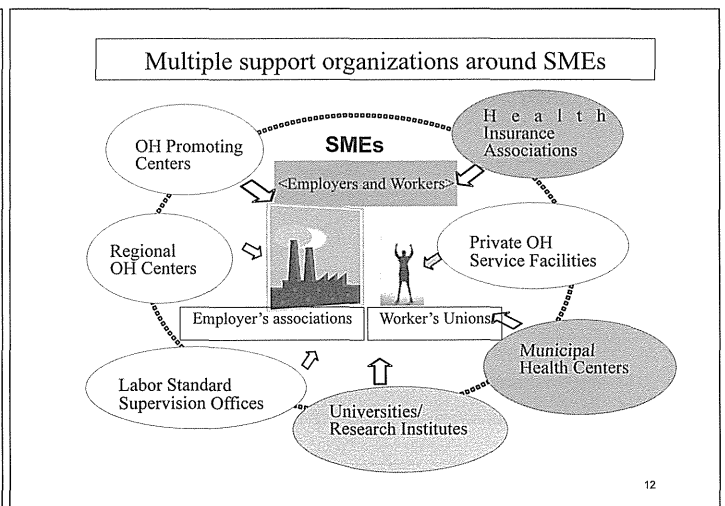 Multiple support organizations around SMEs
OH Promoting
Centers
SMEs
<Employers and Workers>
Health
Insurance
Associations
Regional
OH Centers
Private OH
Service Facilities
Employer's associations
Worker's Unions
Labor Standard
Supervision Offices
Universities/
Research Institutes
Municipal
Health Centers
12